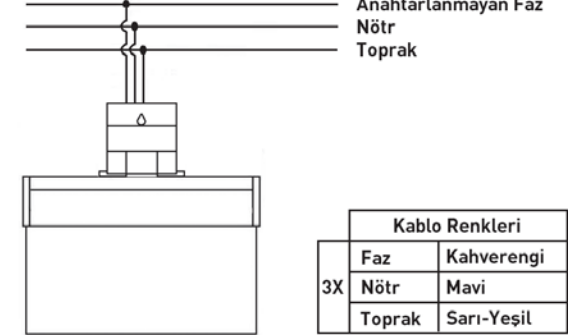 Anahtarlanmayan Faz
Nötr
Toprak
Kablo Renkleri
3X
Faz Kahverengi
Nötr Mavi
Toprak Sarı-Yeşil